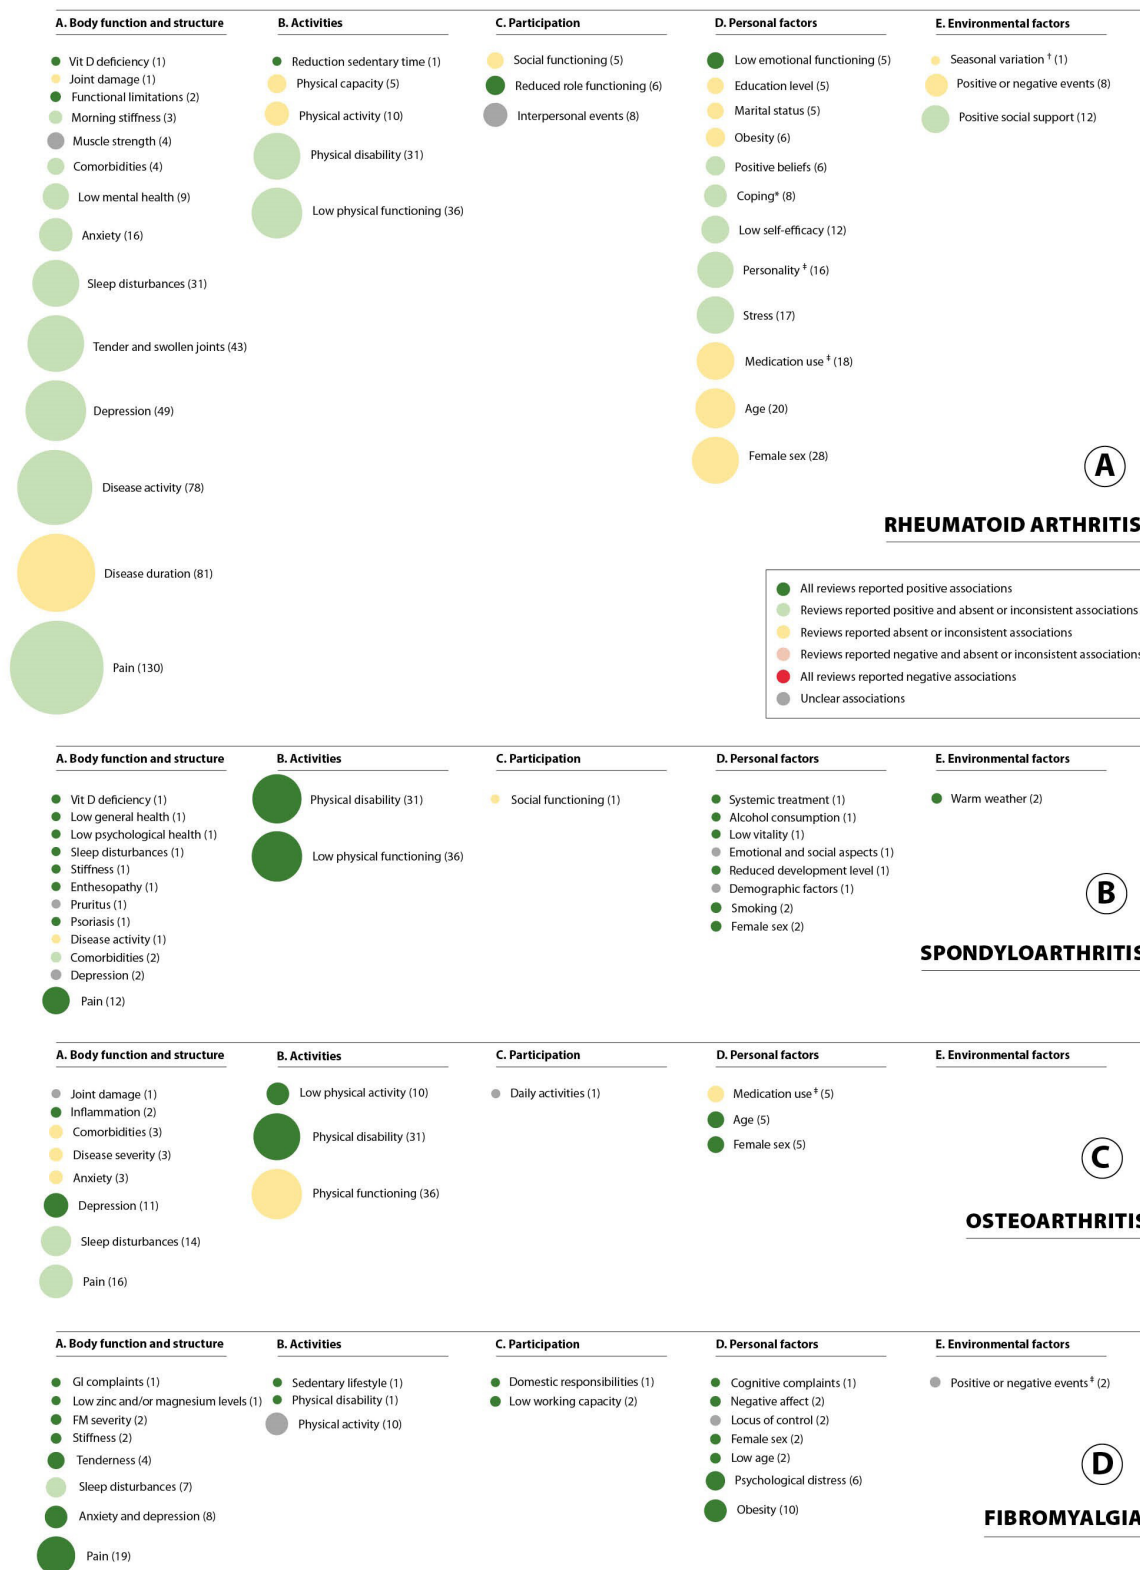 A. Body function and structure
Vit D deficiency (1)
Joint damage (1)
Functional limitations (2)
Morning stiffness (3)
Muscle strength (4)
Comorbidities (4)
Low mental health (9)
Anxiety (16)
Sleep disturbances (31)
Tender and swollen joints (43)
Depression (49)
Disease activity (78)
Disease duration (81)
Pain (130)
B. Activities
Reduction sedentary time (1)
Physical capacity (5)
Physical activity (10)
Physical disability (31)
Low physical functioning (36)
C. Participation
Social functioning (5)
Reduced role functioning (6)
Interpersonal events (8)
D. Personal factors
Low emotional functioning (5)
Education level (5)
Marital status (5)
Obesity (6)
Positive beliefs (6)
Coping* (8)
Low self-efficacy (12)
Personality ‡ (16)
Stress (17)
Medication use ‡ (18)
Age (20)
Female sex (28)
E. Environmental factors
Seasonal variation † (1)
Positive or negative events (8)
Positive social support (12)
A
RHEUMATOID ARTHRITIS
All reviews reported positive associations
Reviews reported positive and absent or inconsistent associations
Reviews reported absent or inconsistent associations
Reviews reported negative and absent or inconsistent associations
All reviews reported negative associations
Unclear associations
A. Body function and structure
Vit D deficiency (1)
Low general health (1)
Low psychological health (1)
Sleep disturbances (1)
Stiffness (1)
Enthesopathy (1)
Pruritus (1)
Psoriasis (1)
Disease activity (1)
Comorbidities (2)
Depression (2)
Pain (12)
B. Activities
Physical disability (31)
Low physical functioning (36)
C. Participation
Social functioning (1)
D. Personal factors
Systemic treatment (1)
Alcohol consumption (1)
Low vitality (1)
Emotional and social aspects (1)
Reduced development level (1)
Demographic factors (1)
Smoking (2)
Female sex (2)
E. Environmental factors
Warm weather (2)
B
SPONDYLOARTHRITIS
A. Body function and structure
Joint damage (1)
Inflammation (2)
Comorbidities (3)
Disease severity (3)
Anxiety (3)
Depression (11)
Sleep disturbances (14)
Pain (16)
B. Activities
Low physical activity (10)
Physical disability (31)
Physical functioning (36)
C. Participation
Daily activities (1)
D. Personal factors
Medication use ‡ (5)
Age (5)
Female sex (5)
E. Environmental factors
C
OSTEOARTHRITIS
A. Body function and structure
GI complaints (1)
Low zinc and/or magnesium levels (1)
FM severity (2)
Stiffness (2)
Tenderness (4)
Sleep disturbances (7)
Anxiety and depression (8)
Pain (19)
B. Activities
Sedentary lifestyle (1)
Physical disability (1)
Physical activity (10)
C. Participation
Domestic responsibilities (1)
Low working capacity (2)
D. Personal factors
Cognitive complaints (1)
Negative affect (2)
Locus of control (2)
Female sex (2)
Low age (2)
Psychological distress (6)
Obesity (10)
E. Environmental factors
Positive or negative events ‡ (2)
D
FIBROMYALGIA